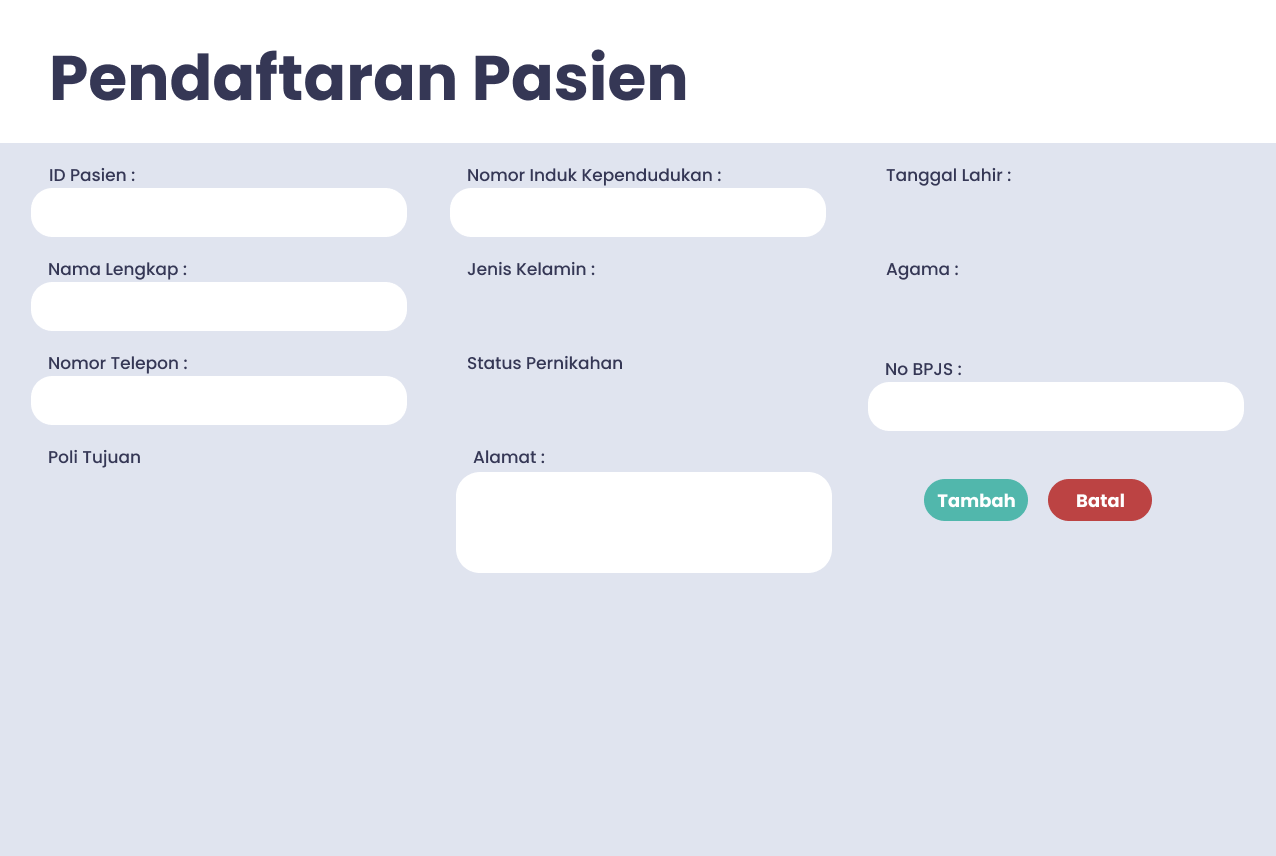 Pendaftaran Pasien
ID Pasien :
Nomor Induk Kependudukan :
Tanggal Lahir :
Nama Lengkap :
Jenis Kelamin :
Agama :
Nomor Telepon :
Status Pernikahan
No BPJS :
Poli Tujuan
Alamat :
Tambah
Batal